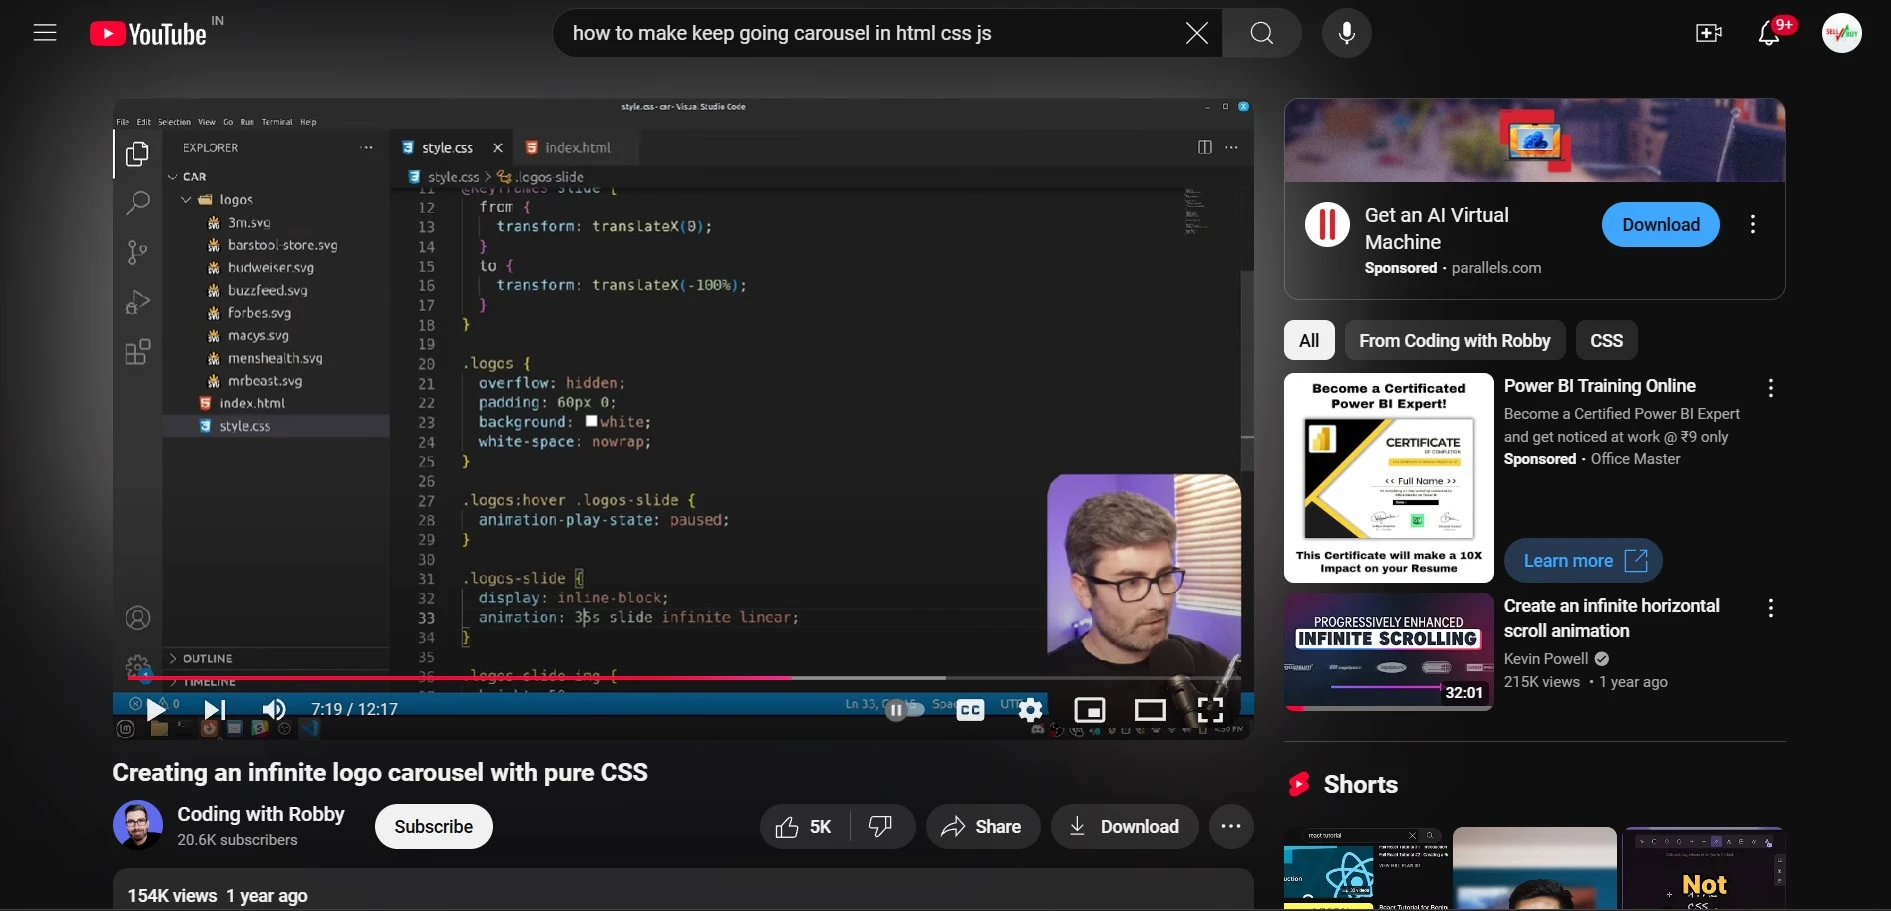 YouTube IN
how to make keep going carousel in html css js
9+
SELL BUY
style.css - car - Visual Studio Code
File Edit Selection View Go Run Terminal Help
EXPLORER
CAR
logos
3m.svg
barstool-store.svg
budweiser.svg
buzzfeed.svg
forbes.svg
macys.svg
menshealth.svg
mrbeast.svg
index.html
style.css
OUTLINE
TIMELINE
style.css
index.html
style.css > .logos-slide
11 @keyframes slide {
12 from {
13 transform: translateX(0);
14 }
15 to {
16 transform: translateX(-100%);
17 }
18 }
19
20 .logos {
21 overflow: hidden;
22 padding: 60px 0;
23 background: white;
24 white-space: nowrap;
25 }
26
27 .logos:hover .logos-slide {
28 animation-play-state: paused;
29 }
30
31 .logos-slide {
32 display: inline-block;
33 animation: 35s slide infinite linear;
34 }
35
36 .logos-slide img {
7:19 / 12:17
CC
Creating an infinite logo carousel with pure CSS
Coding with Robby
20.6K subscribers
Subscribe
5K
Share
Download
154K views 1 year ago
Get an AI Virtual
Machine
Sponsored · parallels.com
Download
All
From Coding with Robby
CSS
Become a Certificated
Power BI Expert!
CERTIFICATE
OF COMPLETION
<< Full Name >>
This Certificate will make a 10X
Impact on your Resume
Power BI Training Online
Become a Certified Power BI Expert
and get noticed at work @ ₹9 only
Sponsored · Office Master
Learn more
PROGRESSIVELY ENHANCED
INFINITE SCROLLING
32:01
Create an infinite horizontal
scroll animation
Kevin Powell
215K views · 1 year ago
Shorts
react tutorial
Not